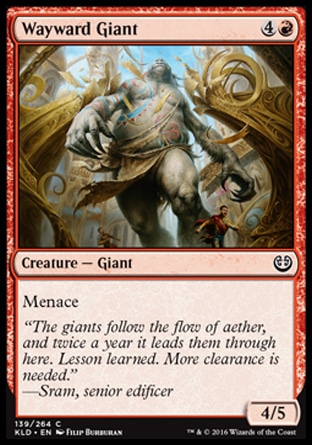 Wayward Giant 4
Creature — Giant
Menace
“The giants follow the flow of aether,
and twice a year it leads them through
here. Lesson learned. More clearance is
needed.”
—Sram, senior edificer
4/5
139/264 C
KLD • EN Filip Burburan
™ & © 2016 Wizards of the Coast